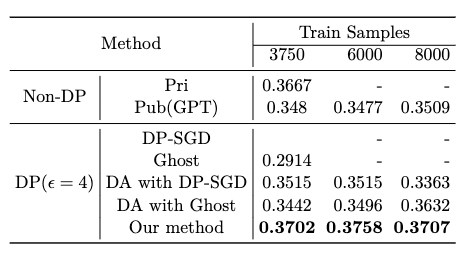 Method Train Samples
3750 6000 8000
Non-DP Pri 0.3667 - -
Pub(GPT) 0.348 0.3477 0.3509
DP(ϵ = 4) DP-SGD - -
Ghost 0.2914 - -
DA with DP-SGD 0.3515 0.3515 0.3363
DA with Ghost 0.3442 0.3496 0.3632
Our method 0.3702 0.3758 0.3707